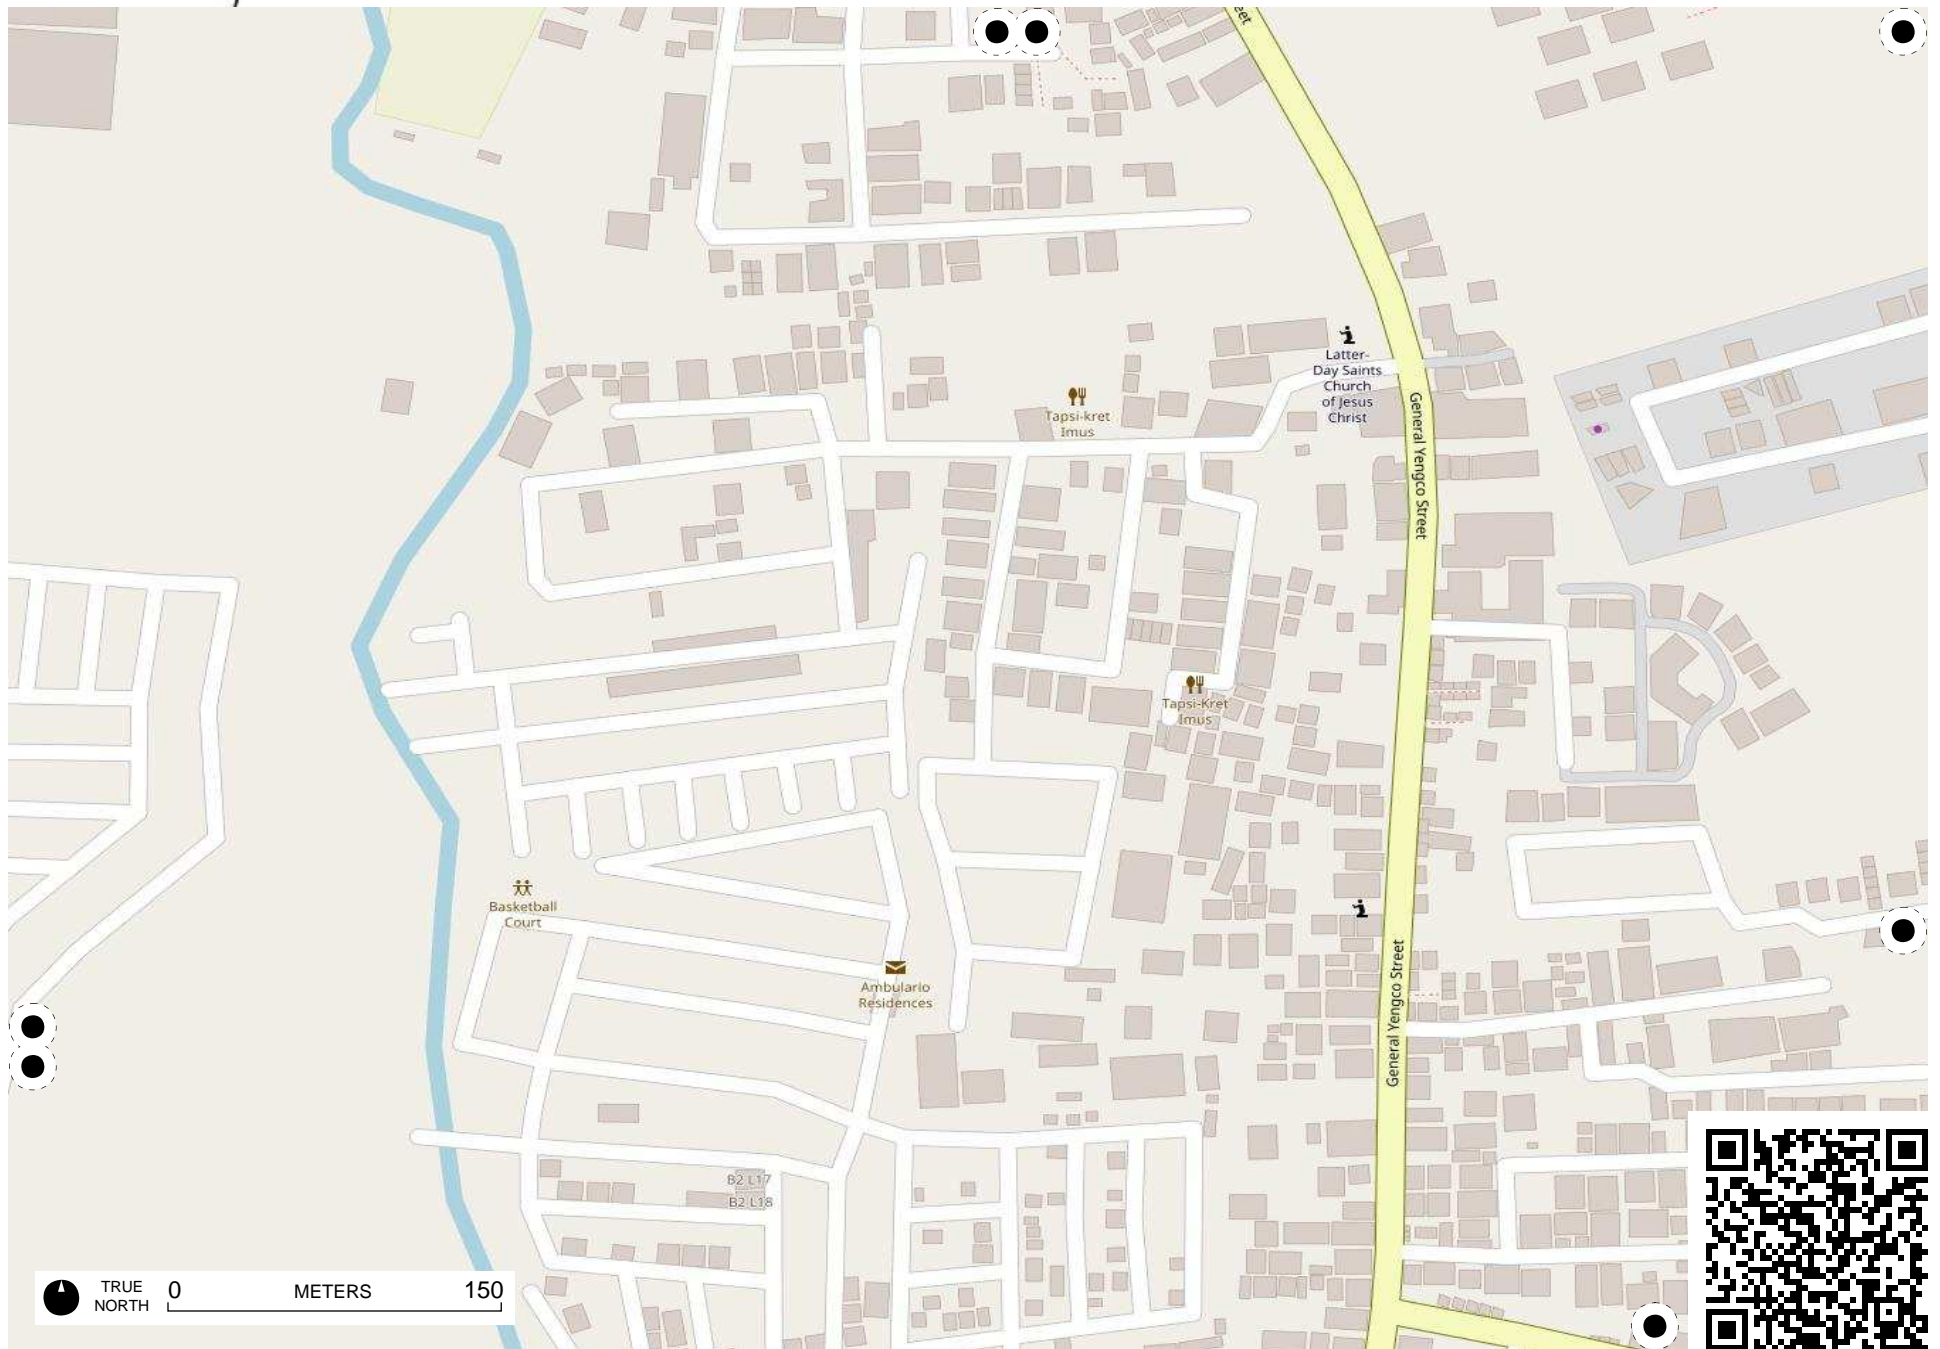 eet
Latter-
Day Saints
Church
of Jesus
Christ
Tapsi-kret
Imus
General Yengco Street
Tapsi-Kret
Imus
Basketball
Court
General Yengco Street
Ambulario
Residences
B2 L17
B2 L18
TRUE
NORTH
0
METERS
150